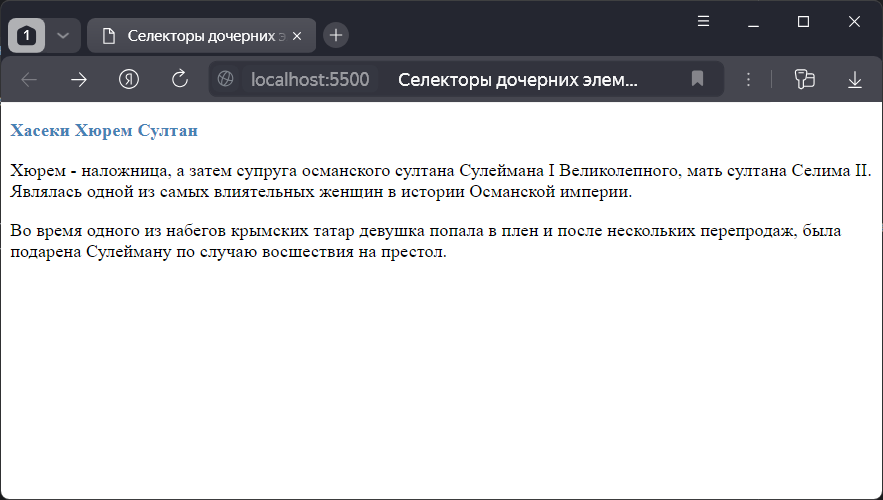 1
Селекторы дочерних э
Я
localhost:5500 Селекторы дочерних элем...
Хасеки Хюрем Султан
Хюрем - наложница, а затем супруга османского султана Сулеймана I Великолепного, мать султана Селима II.
Являлась одной из самых влиятельных женщин в истории Османской империи.
Во время одного из набегов крымских татар девушка попала в плен и после нескольких перепродаж, была
подарена Сулейману по случаю восшествия на престол.